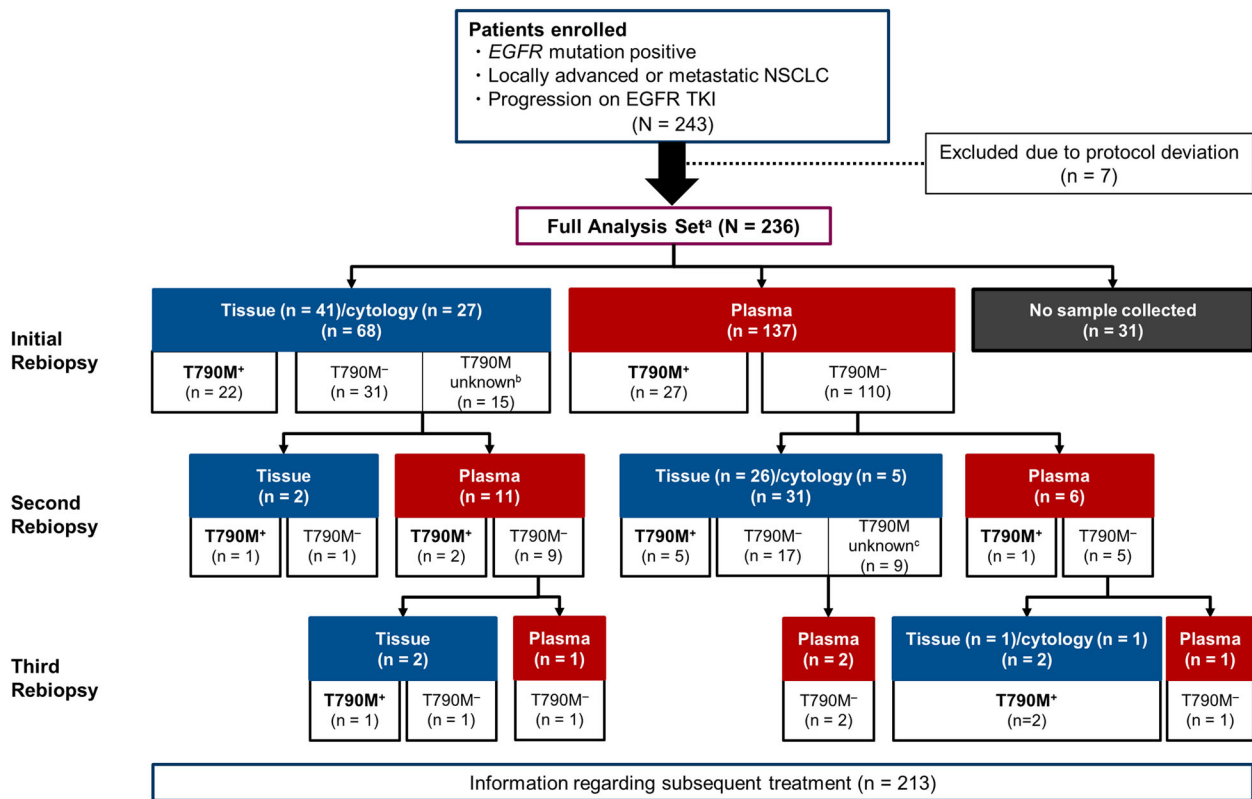 Patients enrolled
・EGFR mutation positive
・Locally advanced or metastatic NSCLC
・Progression on EGFR TKI
(N = 243)
Excluded due to protocol deviation
(n = 7)
Full Analysis Setᵃ (N = 236)
Initial
Rebiopsy
Tissue (n = 41)/cytology (n = 27)
(n = 68)
Plasma
(n = 137)
No sample collected
(n = 31)
T790M⁺
(n = 22)
T790M⁻
(n = 31)
T790M
unknownᵇ
(n = 15)
T790M⁺
(n = 27)
T790M⁻
(n = 110)
Second
Rebiopsy
Tissue
(n = 2)
Plasma
(n = 11)
Tissue (n = 26)/cytology (n = 5)
(n = 31)
Plasma
(n = 6)
T790M⁺
(n = 1)
T790M⁻
(n = 1)
T790M⁺
(n = 2)
T790M⁻
(n = 9)
T790M⁺
(n = 5)
T790M⁻
(n = 17)
T790M
unknownᶜ
(n = 9)
T790M⁺
(n = 1)
T790M⁻
(n = 5)
Third
Rebiopsy
Tissue
(n = 2)
Plasma
(n = 1)
Plasma
(n = 2)
Tissue (n = 1)/cytology (n = 1)
(n = 2)
Plasma
(n = 1)
T790M⁺
(n = 1)
T790M⁻
(n = 1)
T790M⁻
(n = 1)
T790M⁻
(n = 2)
T790M⁺
(n=2)
T790M⁻
(n = 1)
Information regarding subsequent treatment (n = 213)